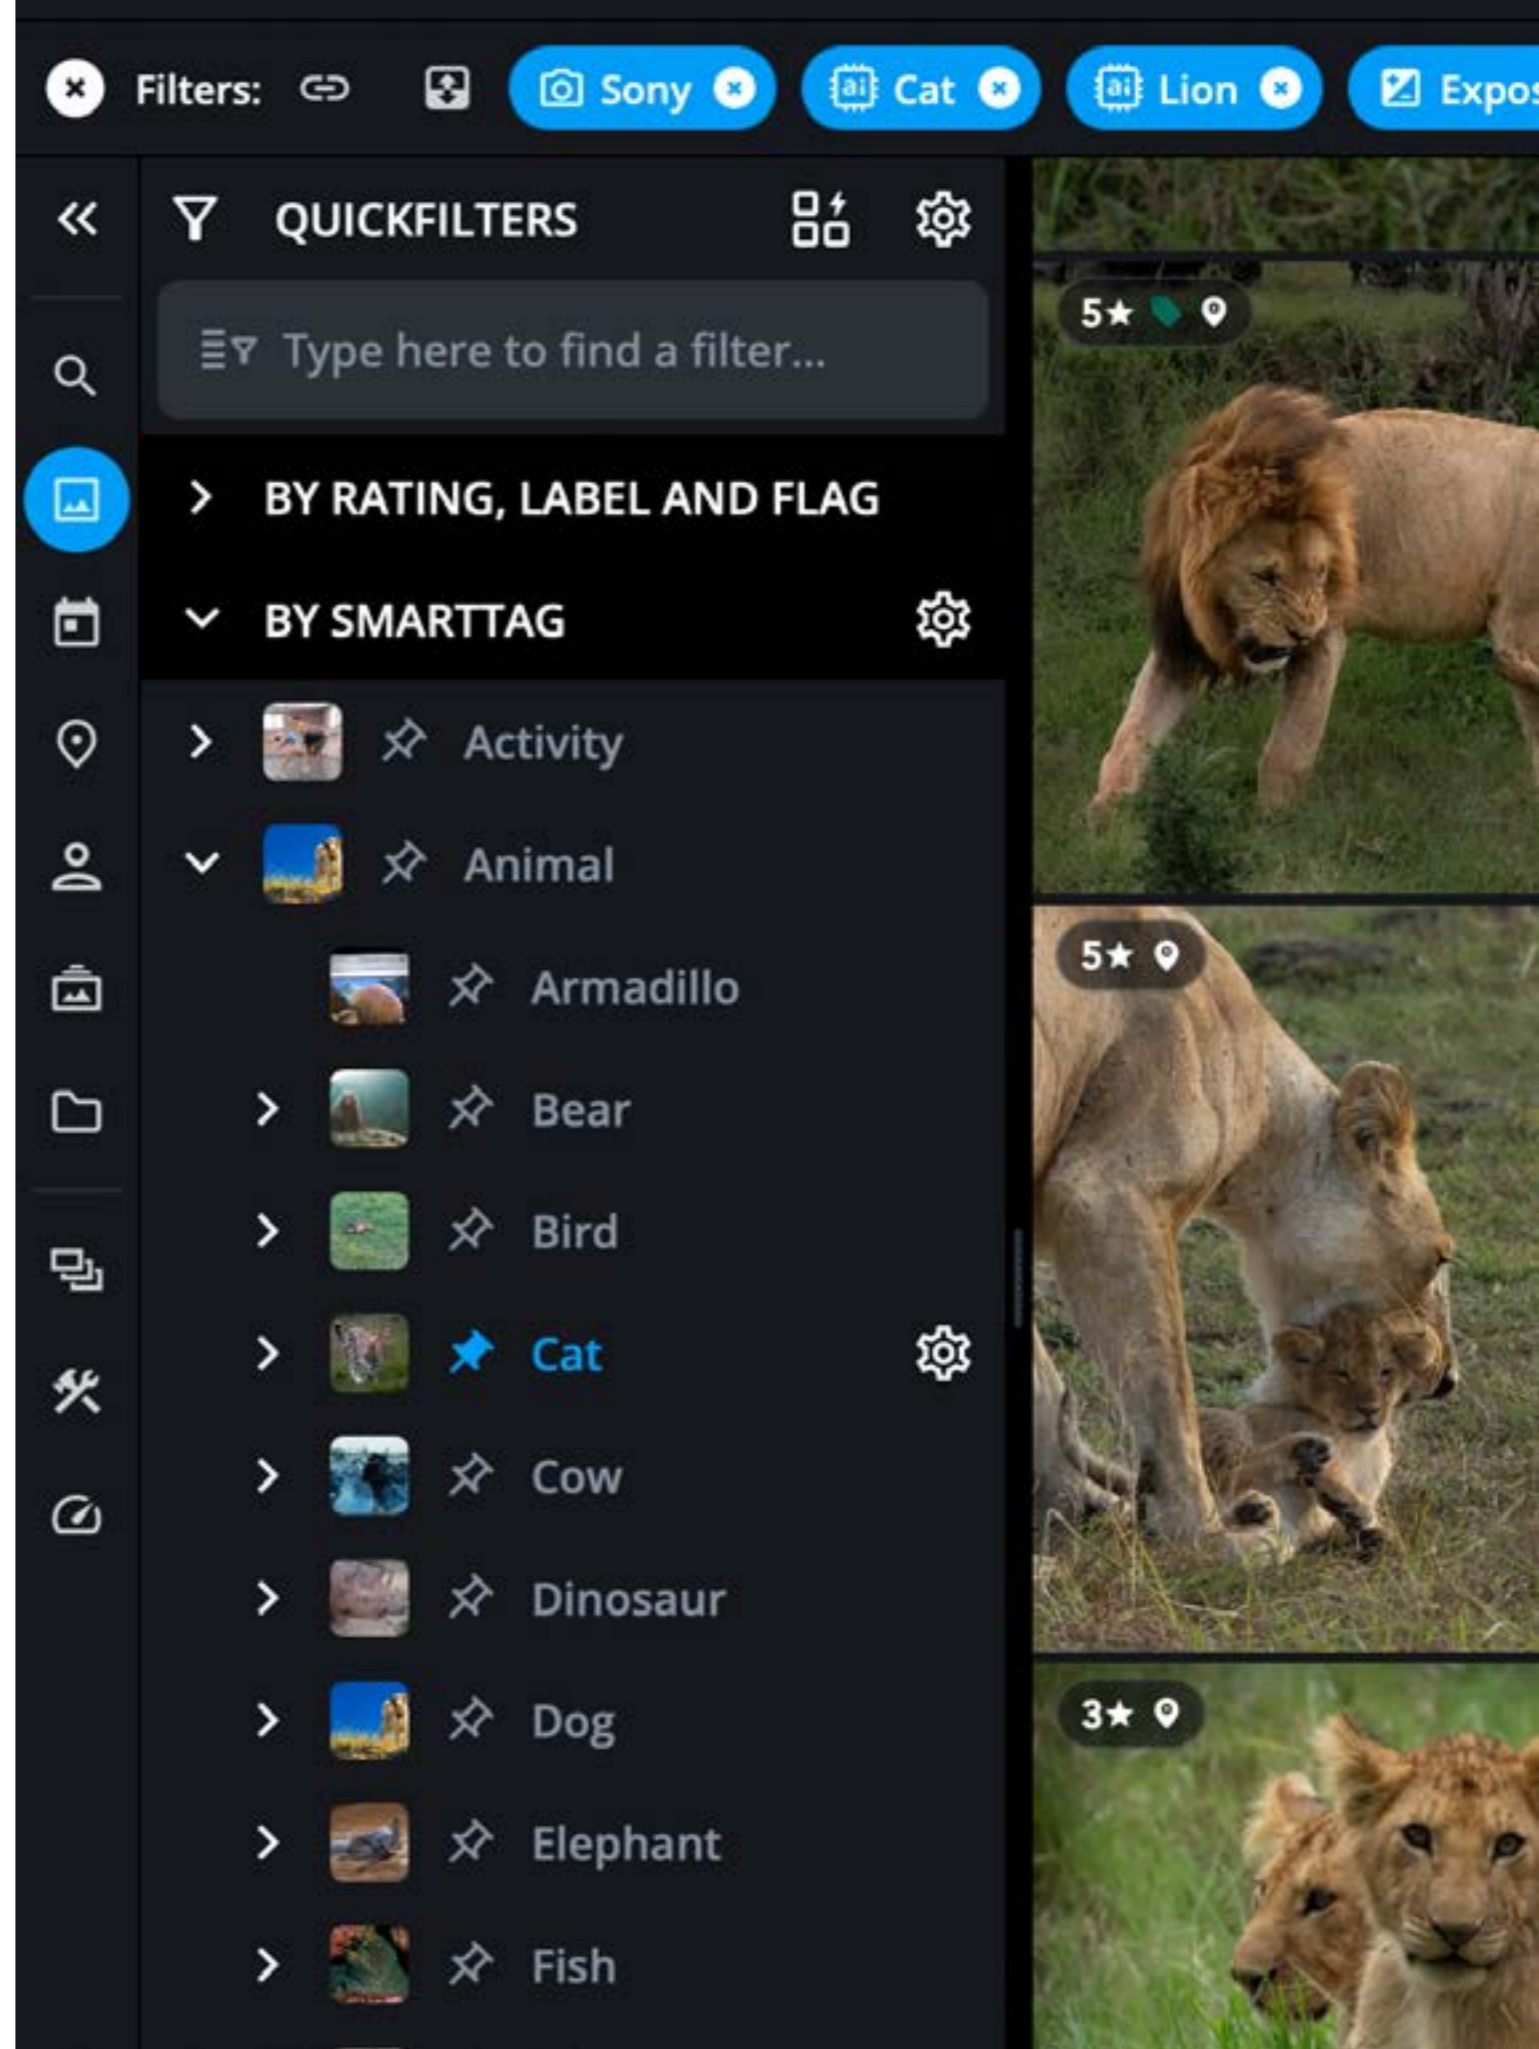 Filters: Sony Cat Lion Expos
QUICKFILTERS
Type here to find a filter...
BY RATING, LABEL AND FLAG
BY SMARTTAG
Activity
Animal
Armadillo
Bear
Bird
Cat
Cow
Dinosaur
Dog
Elephant
Fish
5★
5★
3★